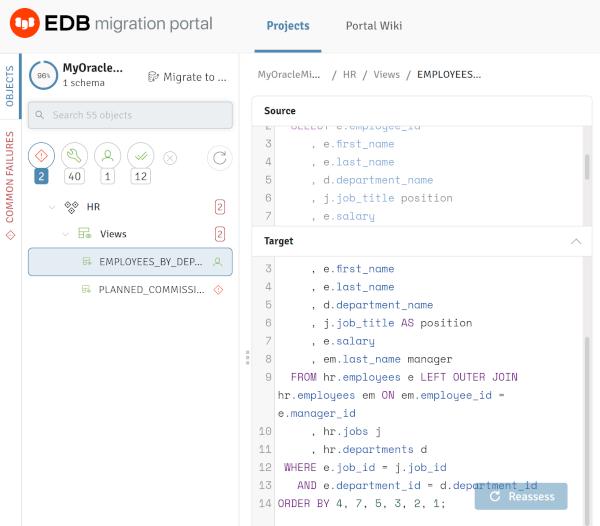 EDB migration portal
Projects
Portal Wiki
OBJECTS
COMMON FAILURES
96%
MyOracle...
1 schema
Migrate to ...
Search 55 objects
2
40
1
12
HR
2
Views
2
EMPLOYEES_BY_DEP...
PLANNED_COMMISSI...
MyOracleMi... / HR / Views / EMPLOYEES...
Source
2 SELECT e.employee_id
3 , e.first_name
4 , e.last_name
5 , d.department_name
6 , j.job_title position
7 , e.salary
Target
3 , e.first_name
4 , e.last_name
5 , d.department_name
6 , j.job_title AS position
7 , e.salary
8 , em.last_name manager
9 FROM hr.employees e LEFT OUTER JOIN
hr.employees em ON em.employee_id =
e.manager_id
10 , hr.jobs j
11 , hr.departments d
12 WHERE e.job_id = j.job_id
13 AND e.department_id = d.department_id
14 ORDER BY 4, 7, 5, 3, 2, 1;
Reassess